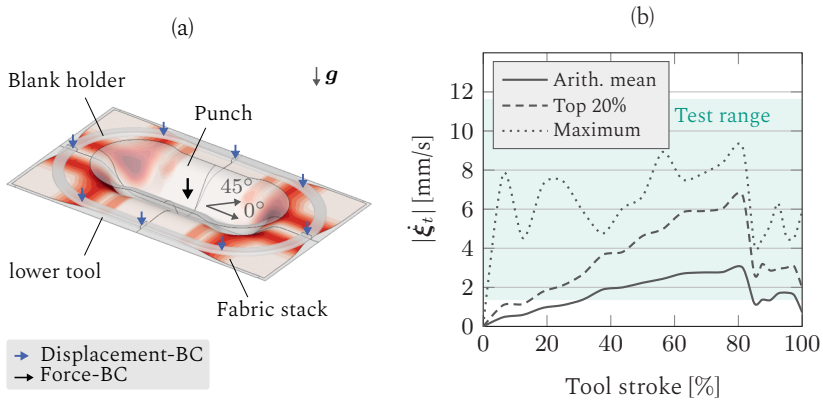 (a)
Blank holder
Punch
g
45°
0°
lower tool
Fabric stack
Displacement-BC
Force-BC
(b)
Arith. mean
Top 20%
Maximum
Test range
|ξ̇ₜ| [mm/s]
12
10
8
6
4
2
0
0 20 40 60 80 100
Tool stroke [%]